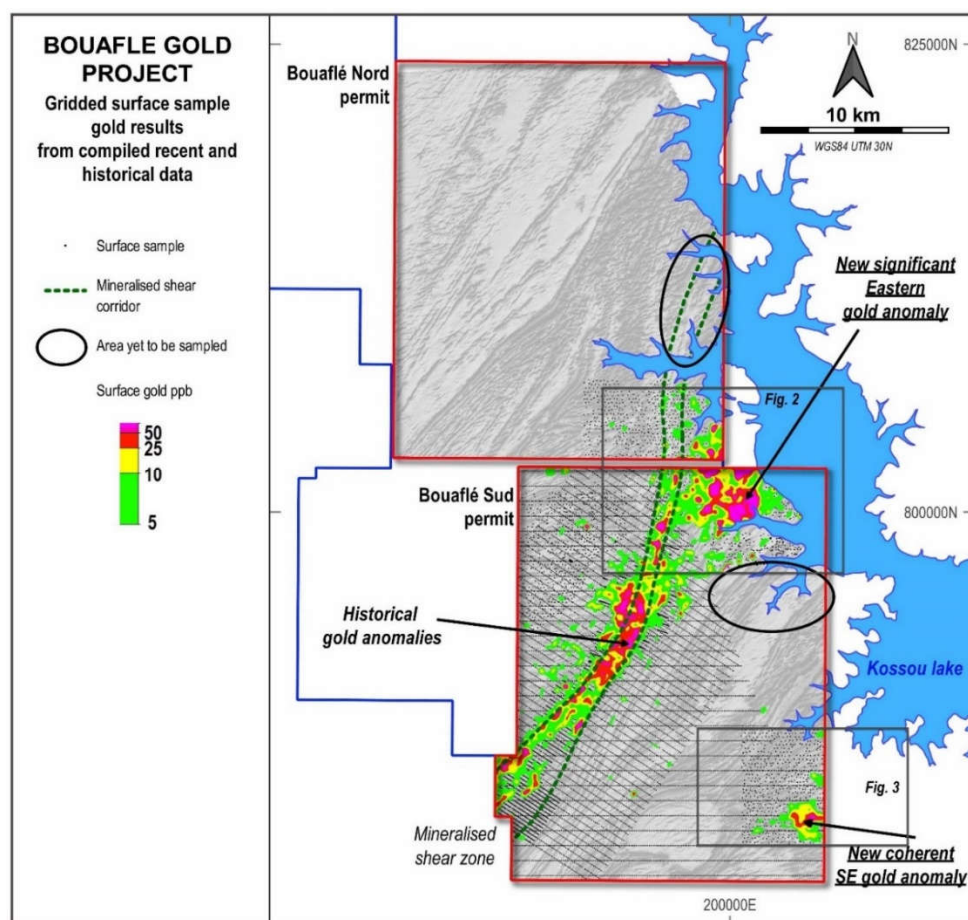 BOUAFLE GOLD
PROJECT
Gridded surface sample
gold results
from compiled recent and
historical data
Surface sample
Mineralised shear
corridor
Area yet to be sampled
Surface gold ppb
50
25
10
5
Bouaflé Nord
permit
825000N
N
10 km
WGS84 UTM 30N
New significant
Eastern
gold anomaly
Fig. 2
Bouaflé Sud
permit
800000N
Historical
gold anomalies
Kossou lake
Fig. 3
Mineralised
shear zone
New coherent
SE gold anomaly
200000E